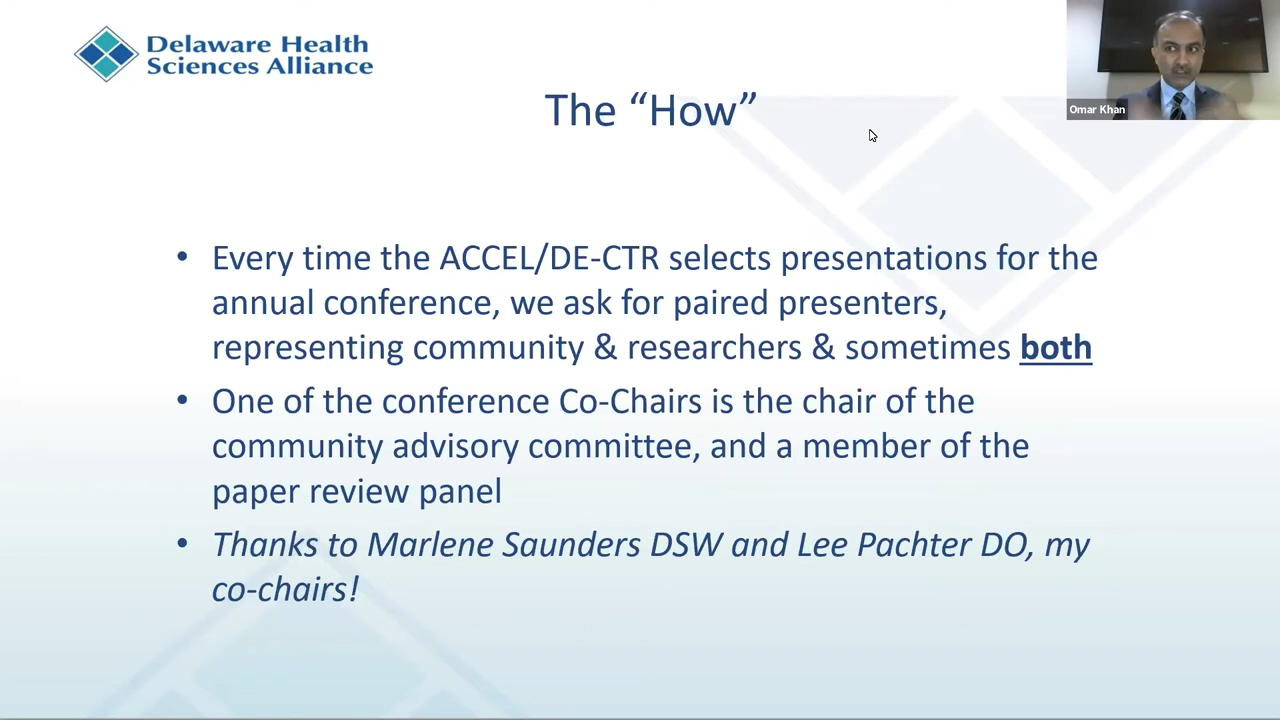 Delaware Health
Sciences Alliance
Omar Khan
The “How”
• Every time the ACCEL/DE-CTR selects presentations for the
annual conference, we ask for paired presenters,
representing community & researchers & sometimes both
• One of the conference Co-Chairs is the chair of the
community advisory committee, and a member of the
paper review panel
• Thanks to Marlene Saunders DSW and Lee Pachter DO, my
co-chairs!